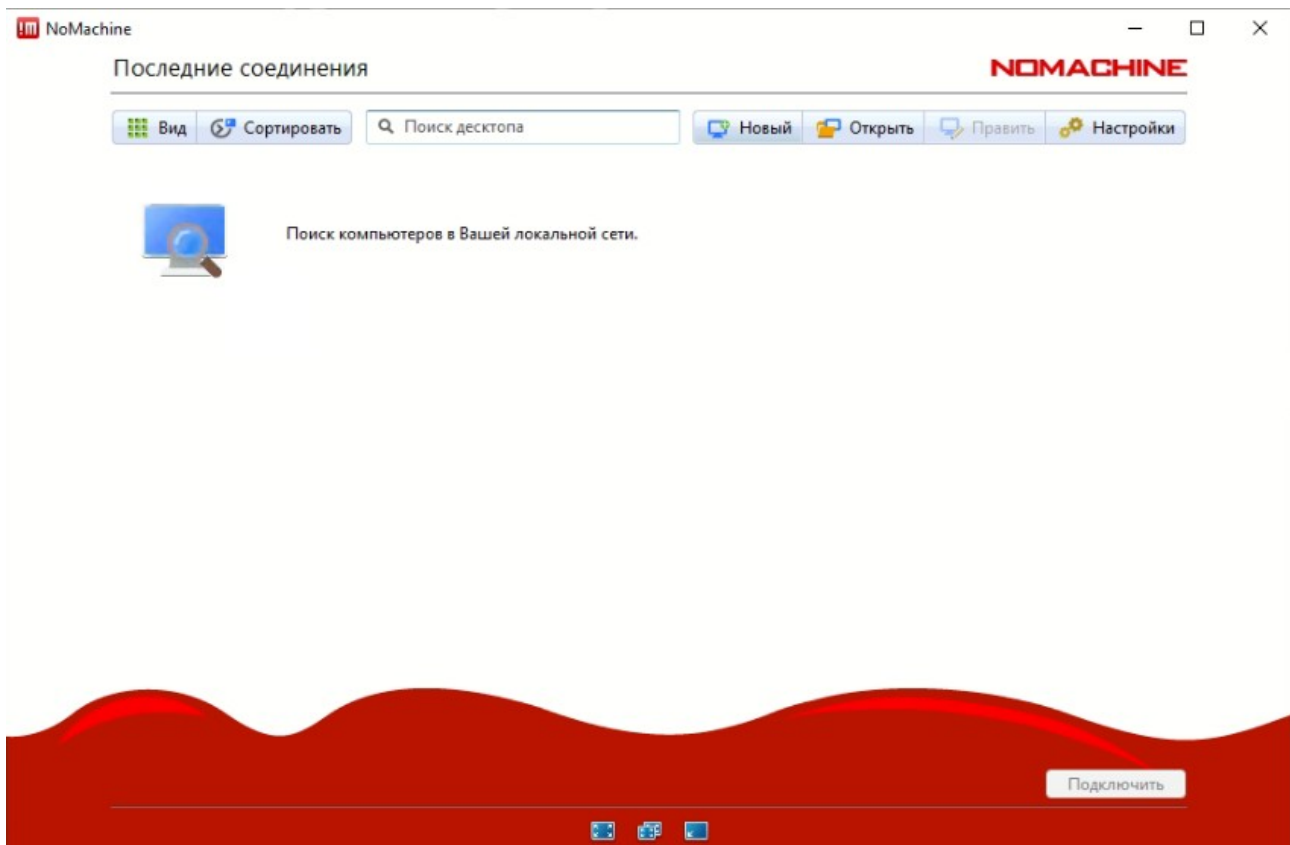 NoMachine
Последние соединения
NOMACHINE
Вид
Сортировать
Поиск десктопа
Новый
Открыть
Править
Настройки
Поиск компьютеров в Вашей локальной сети.
Подключить